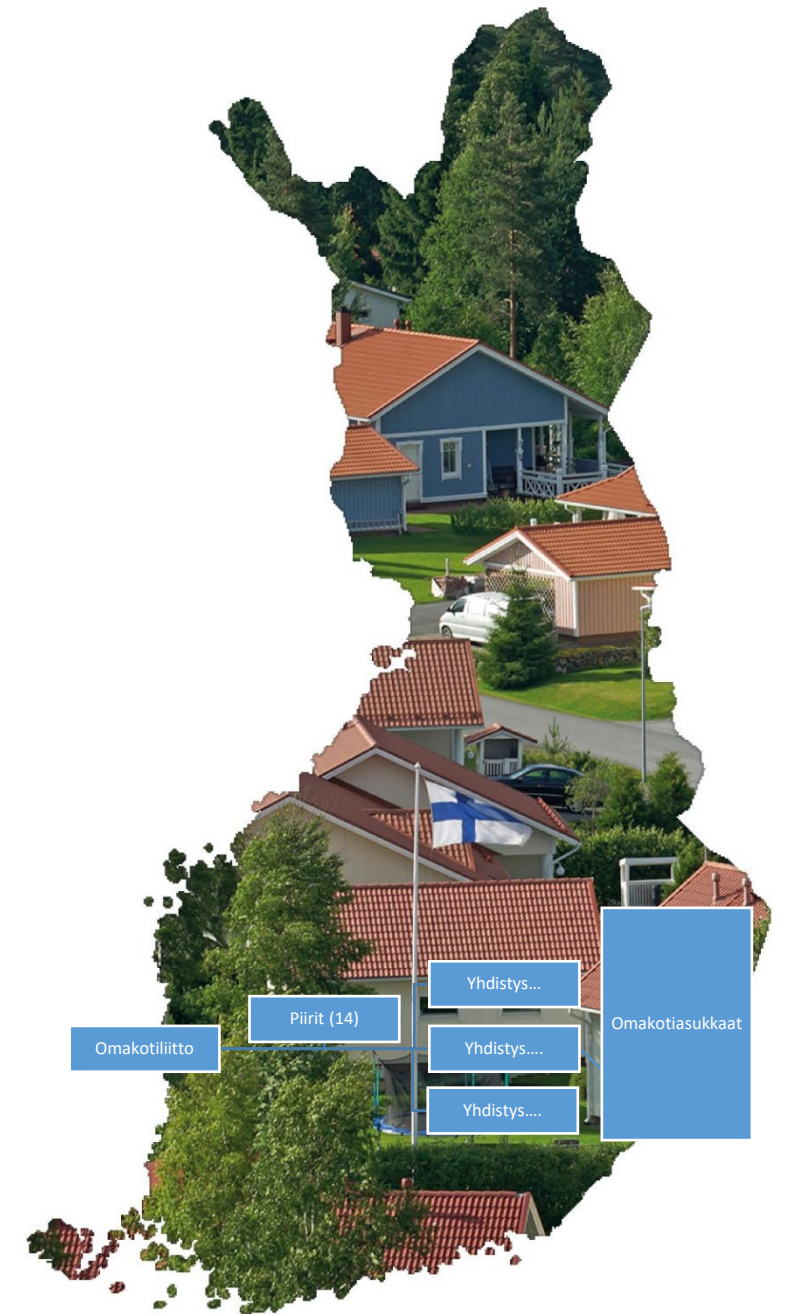 Yhdistys...
Piirit (14)
Omakotiasukkaat
Omakotiliitto
Yhdistys....
Yhdistys....